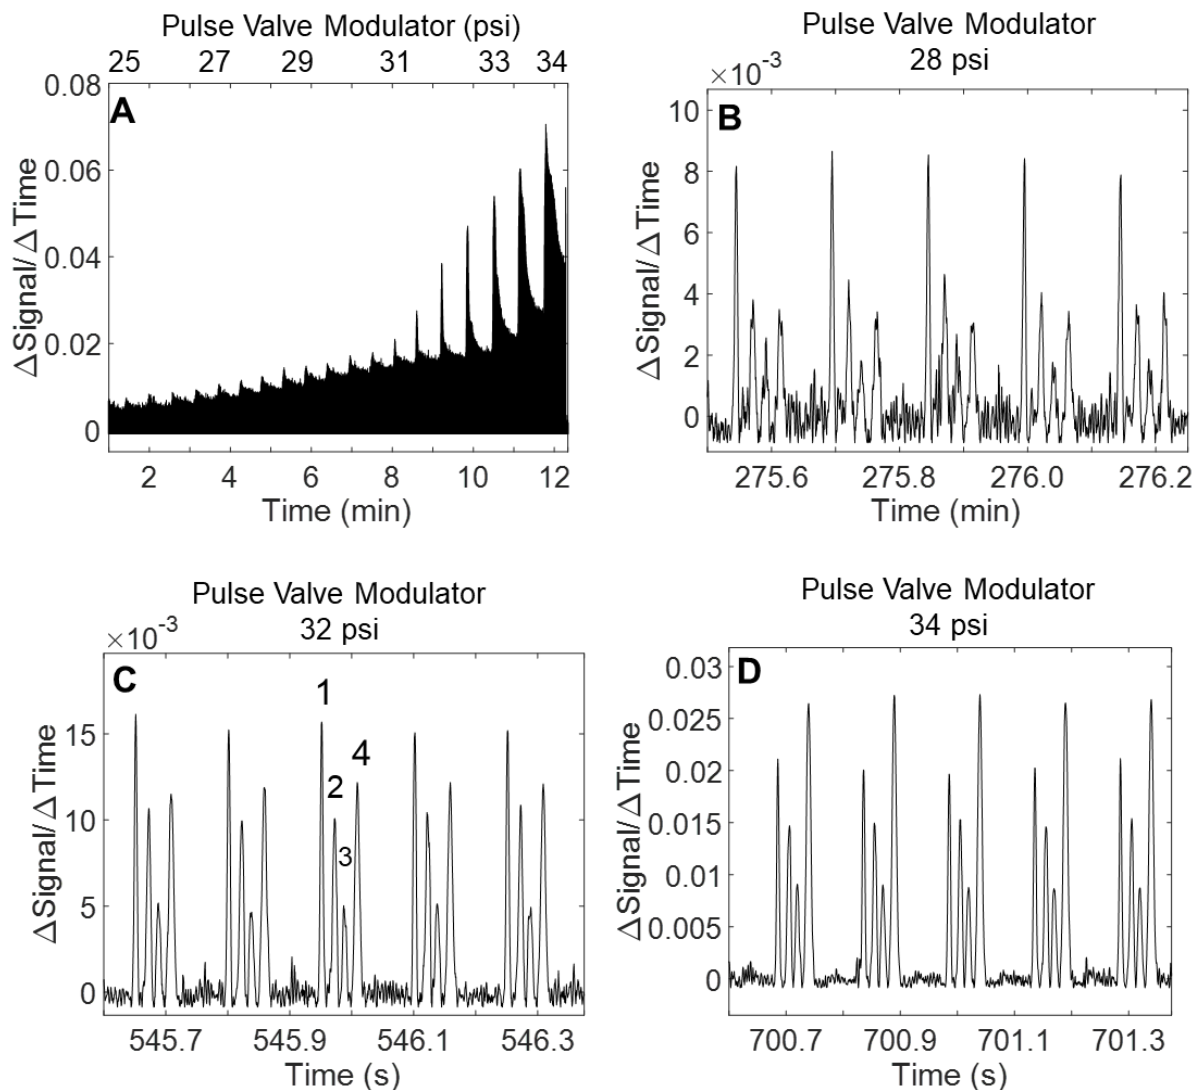 Pulse Valve Modulator (psi)
25 27 29 31 33 34
A
0.08
0.06
0.04
0.02
0
ΔSignal/ΔTime
2 4 6 8 10 12
Time (min)
Pulse Valve Modulator
28 psi
×10⁻³
B
10
8
6
4
2
0
ΔSignal/ΔTime
275.6 275.8 276.0 276.2
Time (min)
Pulse Valve Modulator
32 psi
×10⁻³
C
1
2
3
4
15
10
5
0
ΔSignal/ΔTime
545.7 545.9 546.1 546.3
Time (s)
Pulse Valve Modulator
34 psi
D
0.03
0.025
0.02
0.015
0.01
0.005
0
ΔSignal/ΔTime
700.7 700.9 701.1 701.3
Time (s)